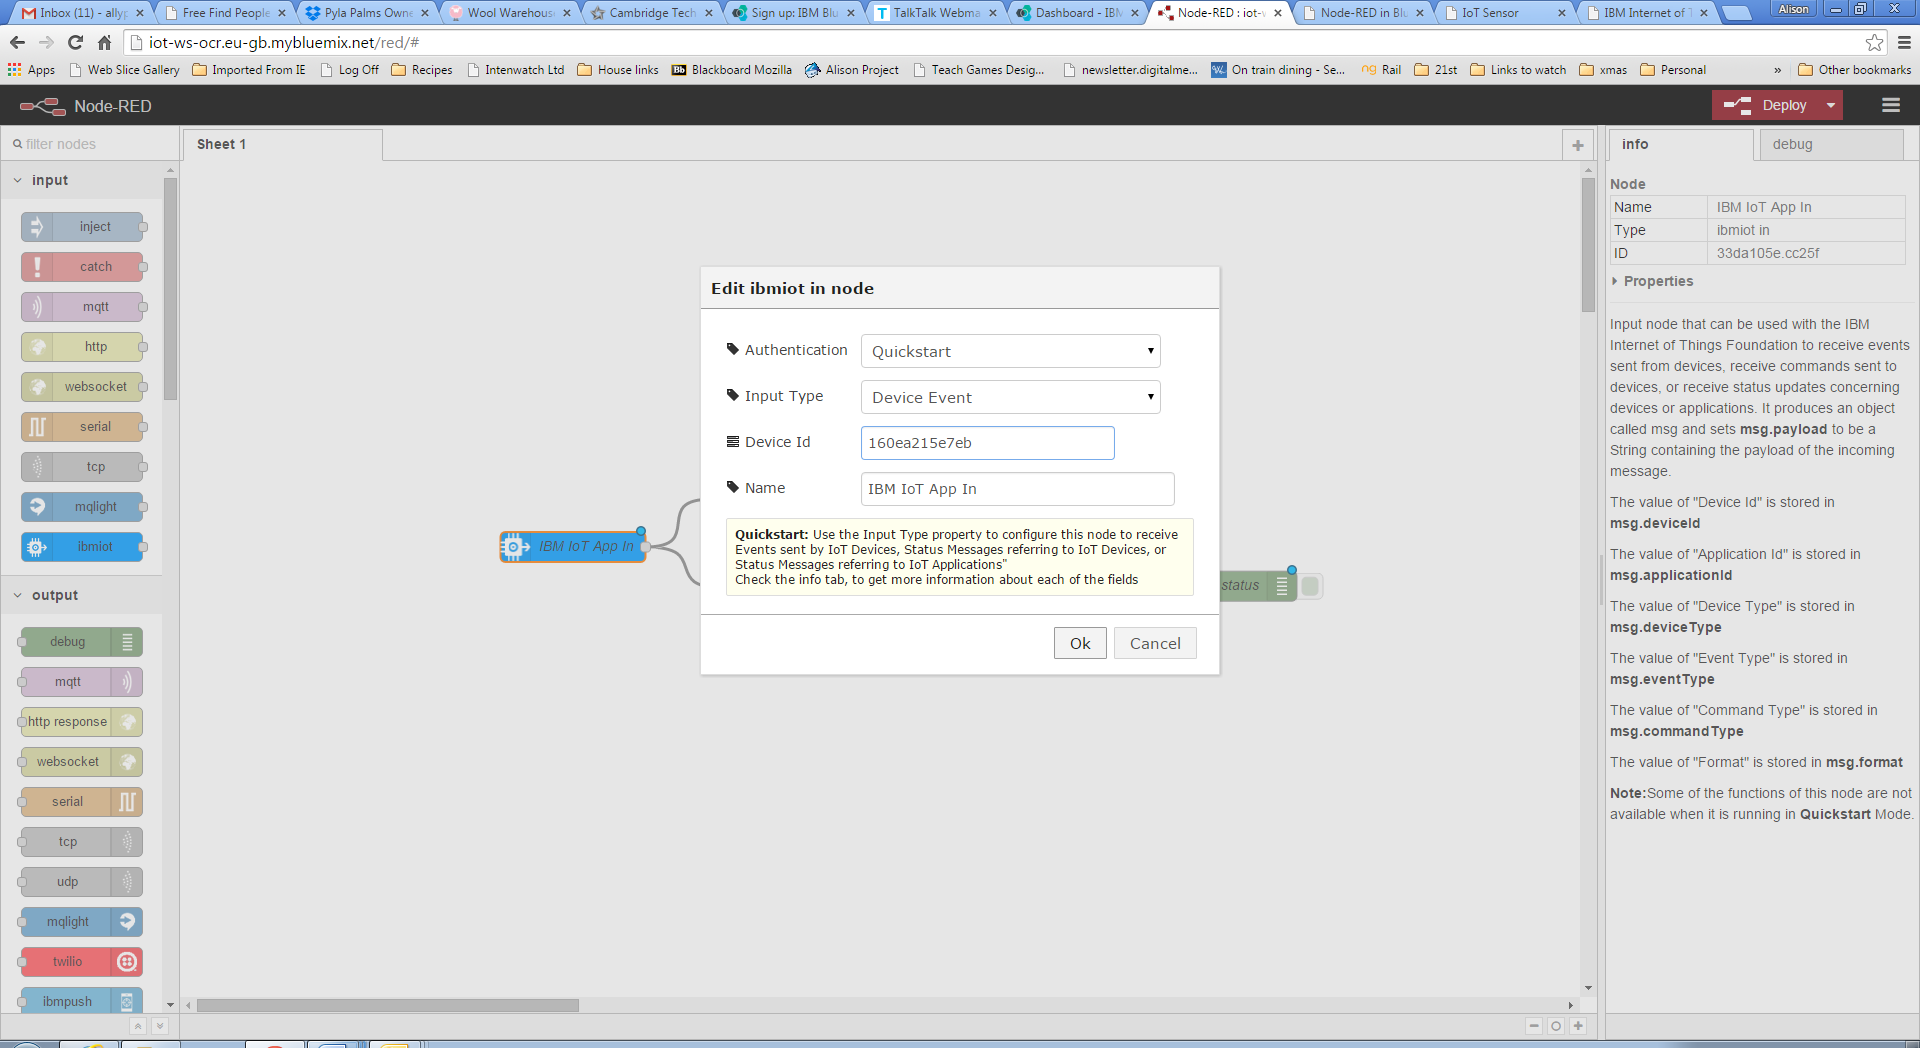 Inbox (11) - allyp
Free Find People
Pyla Palms Owne
Wool Warehous
Cambridge Tech
Sign up: IBM Blu
TalkTalk Webma
Dashboard - IBM
Node-RED : iot-w
Node-RED in Blu
IoT Sensor
IBM Internet of T
Alison
iot-ws-ocr.eu-gb.mybluemix.net/red/#
Apps
Web Slice Gallery
Imported From IE
Log Off
Recipes
Intenwatch Ltd
House links
Bb Blackboard Mozilla
Alison Project
Teach Games Desig...
newsletter.digitalme...
On train dining - Se...
Rail
21st
Links to watch
xmas
Personal
»
Other bookmarks
Node-RED
Deploy
filter nodes
Sheet 1
info
debug
input
inject
catch
mqtt
http
websocket
serial
tcp
mqlight
ibmiot
output
debug
mqtt
http response
websocket
serial
tcp
udp
mqlight
twilio
ibmpush
IBM IoT App In
status
Edit ibmiot in node
Authentication
Quickstart
Input Type
Device Event
Device Id
160ea215e7eb
Name
IBM IoT App In
Quickstart: Use the Input Type property to configure this node to receive
Events sent by IoT Devices, Status Messages referring to IoT Devices, or
Status Messages referring to IoT Applications"
Check the info tab, to get more information about each of the fields
Ok
Cancel
Node
Name IBM IoT App In
Type ibmiot in
ID 33da105e.cc25f
Properties
Input node that can be used with the IBM
Internet of Things Foundation to receive events
sent from devices, receive commands sent to
devices, or receive status updates concerning
devices or applications. It produces an object
called msg and sets msg.payload to be a
String containing the payload of the incoming
message.
The value of "Device Id" is stored in
msg.deviceId
The value of "Application Id" is stored in
msg.applicationId
The value of "Device Type" is stored in
msg.deviceType
The value of "Event Type" is stored in
msg.eventType
The value of "Command Type" is stored in
msg.commandType
The value of "Format" is stored in msg.format
Note:Some of the functions of this node are not
available when it is running in Quickstart Mode.